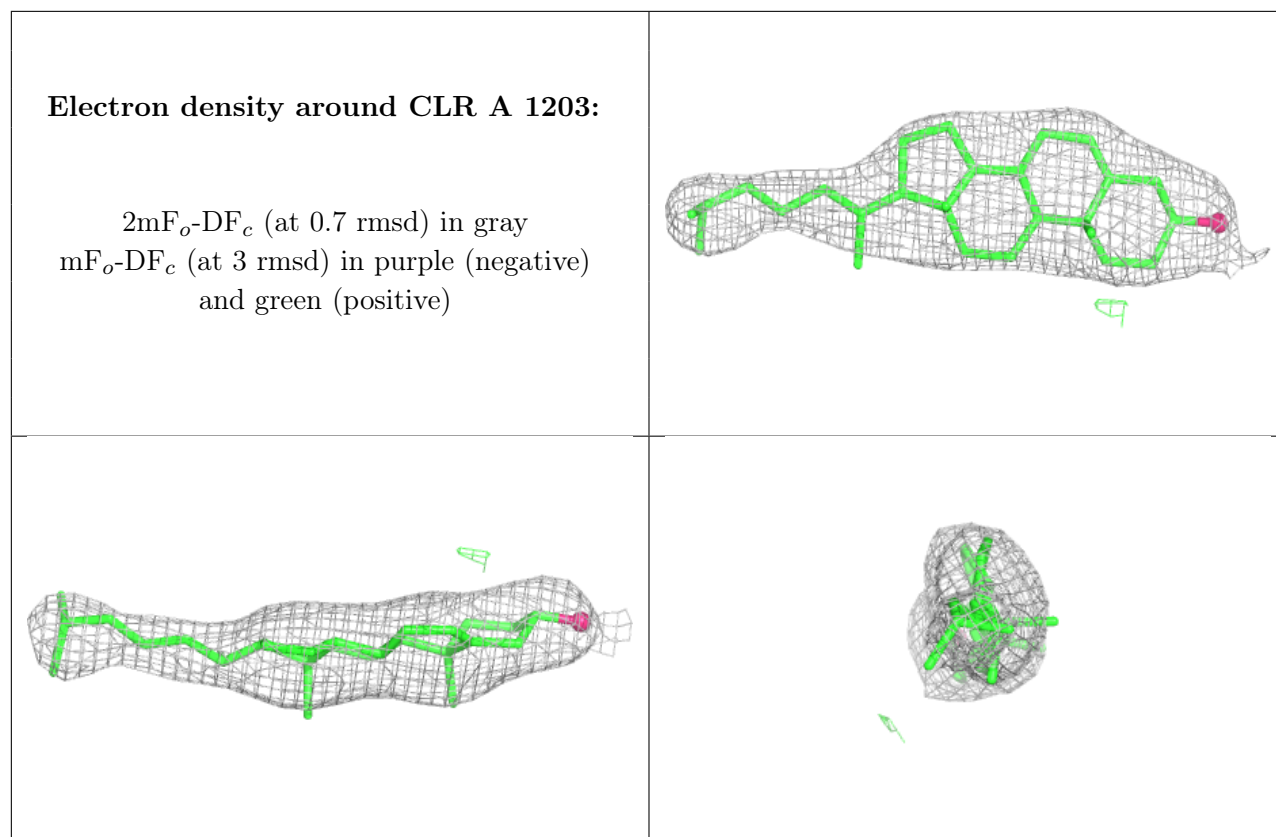 Electron density around CLR A 1203:
2mFo-DFc (at 0.7 rmsd) in gray
mFo-DFc (at 3 rmsd) in purple (negative)
and green (positive)